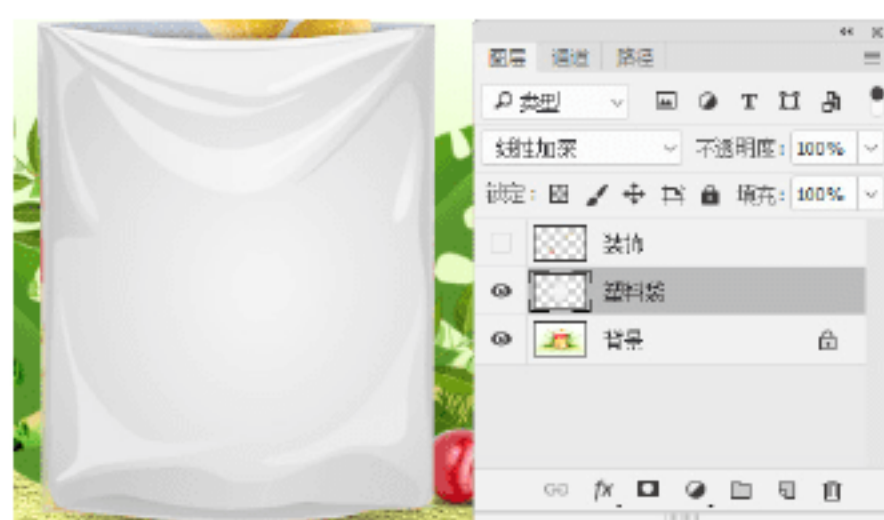 图层 通道 路径
类型
线性加深 不透明度: 100%
锁定: 填充: 100%
装饰
塑料袋
背景
fx